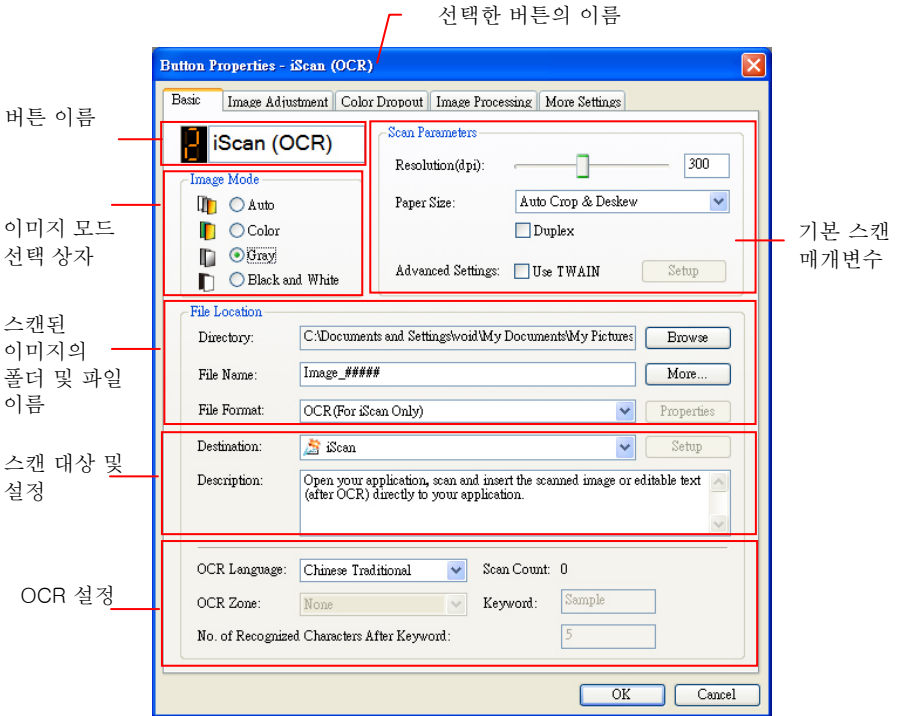 선택한 버튼의 이름
Button Properties - iScan (OCR)
Basic Image Adjustment Color Dropout Image Processing More Settings
버튼 이름
2 iScan (OCR)
Image Mode
Auto
Color
Gray
Black and White
이미지 모드
선택 상자
Scan Parameters
Resolution(dpi): 300
Paper Size: Auto Crop & Deskew
Duplex
Advanced Settings: Use TWAIN Setup
기본 스캔
매개변수
스캔된
이미지의
폴더 및 파일
이름
File Location
Directory: C:\Documents and Settings\void\My Documents\My Pictures Browse
File Name: Image_##### More...
File Format: OCR(For iScan Only) Properties
스캔 대상 및
설정
Destination: iScan Setup
Description: Open your application, scan and insert the scanned image or editable text
(after OCR) directly to your application.
OCR 설정
OCR Language: Chinese Traditional Scan Count: 0
OCR Zone: None Keyword: Sample
No. of Recognized Characters After Keyword: 5
OK Cancel